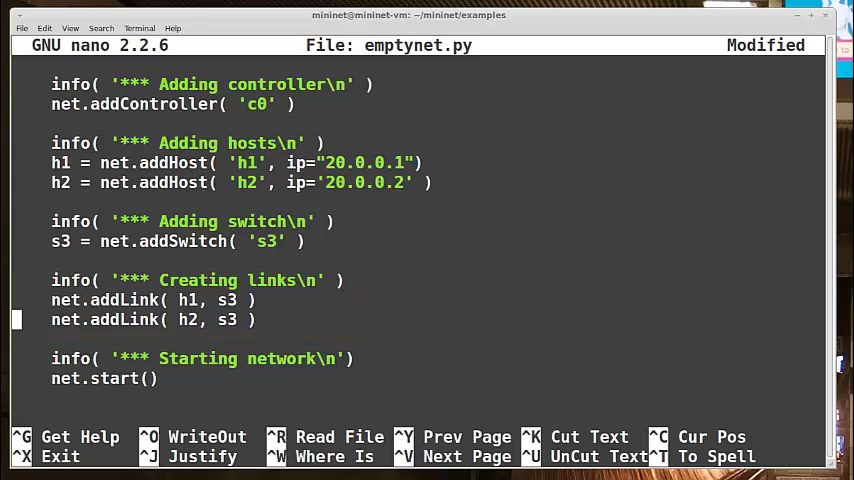 mininet@mininet-vm: ~/mininet/examples
File Edit View Search Terminal Help
GNU nano 2.2.6 File: emptynet.py Modified
info( '*** Adding controller\n' )
net.addController( 'c0' )
info( '*** Adding hosts\n' )
h1 = net.addHost( 'h1', ip="20.0.0.1")
h2 = net.addHost( 'h2', ip='20.0.0.2' )
info( '*** Adding switch\n' )
s3 = net.addSwitch( 's3' )
info( '*** Creating links\n' )
net.addLink( h1, s3 )
net.addLink( h2, s3 )
info( '*** Starting network\n')
net.start()
^G Get Help ^O WriteOut ^R Read File ^Y Prev Page ^K Cut Text ^C Cur Pos
^X Exit ^J Justify ^W Where Is ^V Next Page ^U UnCut Text ^T To Spell